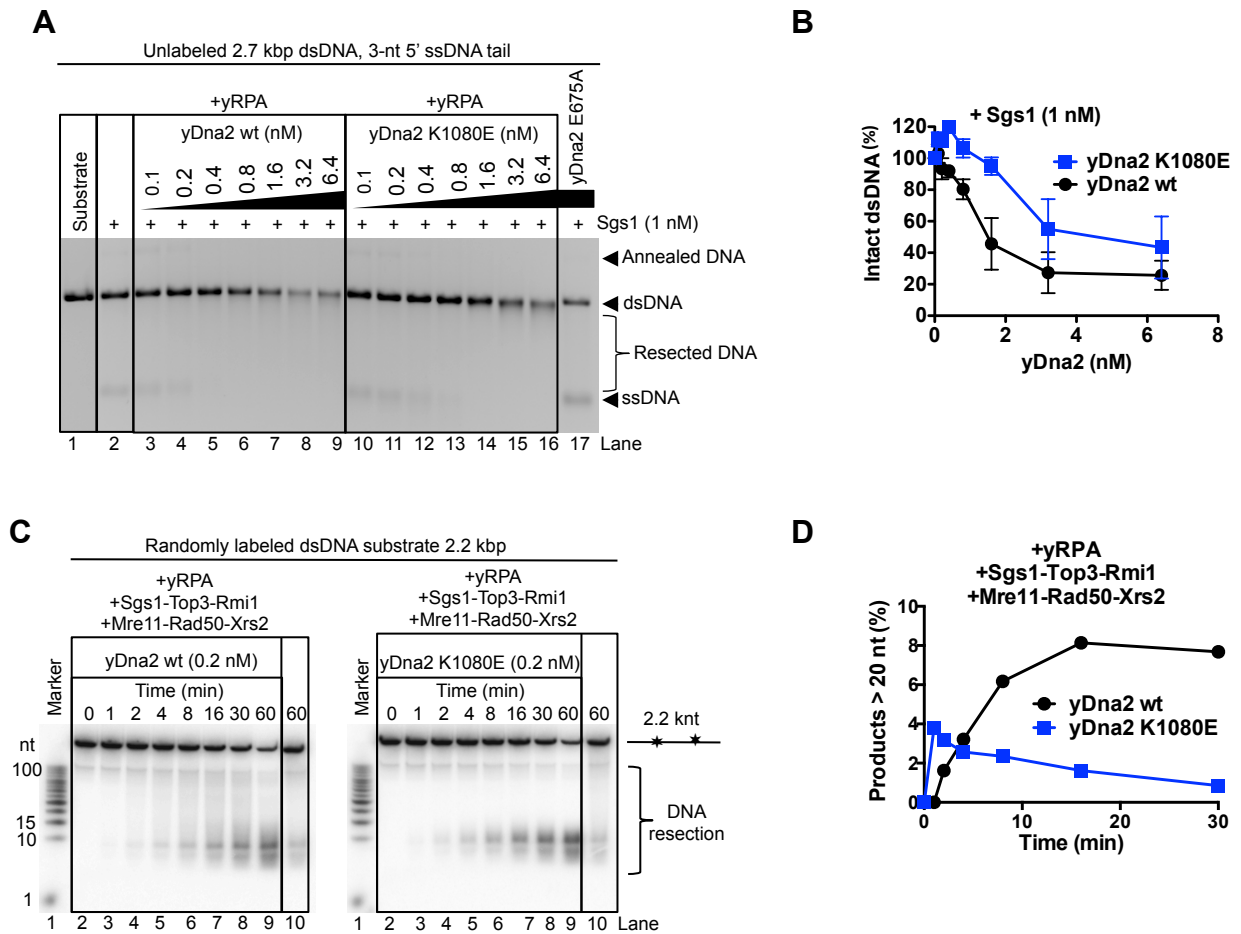 A
Unlabeled 2.7 kbp dsDNA, 3-nt 5' ssDNA tail
+yRPA
+yRPA
yDna2 wt (nM)
yDna2 K1080E (nM)
yDna2 E675A
Substrate
0.1 0.2 0.4 0.8 1.6 3.2 6.4
0.1 0.2 0.4 0.8 1.6 3.2 6.4
+ + + + + + + + + + + + + + + + Sgs1 (1 nM)
Annealed DNA
dsDNA
Resected DNA
ssDNA
1 2 3 4 5 6 7 8 9 10 11 12 13 14 15 16 17 Lane
B
+ Sgs1 (1 nM)
Intact dsDNA (%)
120
100
80
60
40
20
0
yDna2 K1080E
yDna2 wt
0 2 4 6 8
yDna2 (nM)
C
Randomly labeled dsDNA substrate 2.2 kbp
+yRPA
+Sgs1-Top3-Rmi1
+Mre11-Rad50-Xrs2
yDna2 wt (0.2 nM)
Marker
Time (min)
0 1 2 4 8 16 30 60 60
nt
100
15
10
1
1 2 3 4 5 6 7 8 9 10
+yRPA
+Sgs1-Top3-Rmi1
+Mre11-Rad50-Xrs2
yDna2 K1080E (0.2 nM)
Marker
Time (min)
0 1 2 4 8 16 30 60 60
2.2 knt
DNA
resection
1 2 3 4 5 6 7 8 9 10 Lane
D
+yRPA
+Sgs1-Top3-Rmi1
+Mre11-Rad50-Xrs2
Products > 20 nt (%)
10
8
6
4
2
0
yDna2 wt
yDna2 K1080E
0 10 20 30
Time (min)